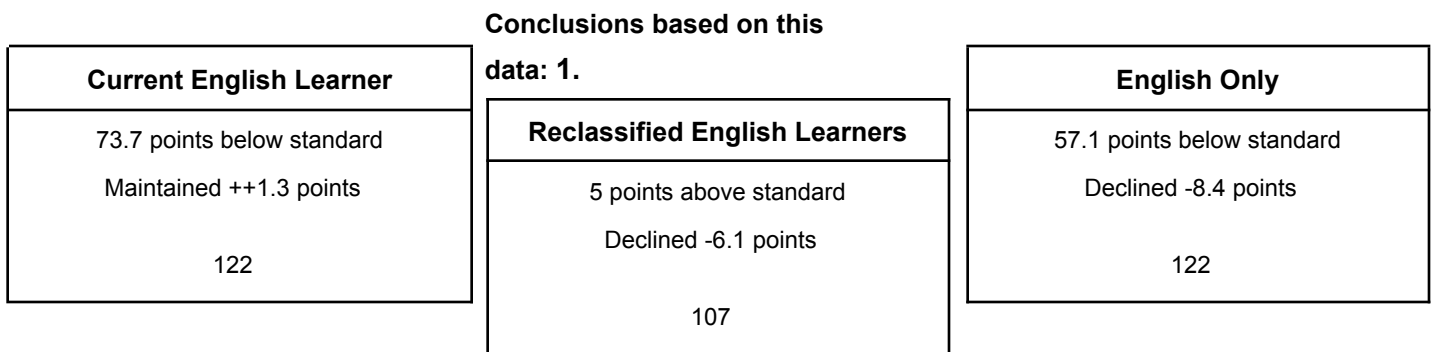 Conclusions based on this
data: 1.
Current English Learner
73.7 points below standard
Maintained ++1.3 points
122
Reclassified English Learners
5 points above standard
Declined -6.1 points
107
English Only
57.1 points below standard
Declined -8.4 points
122